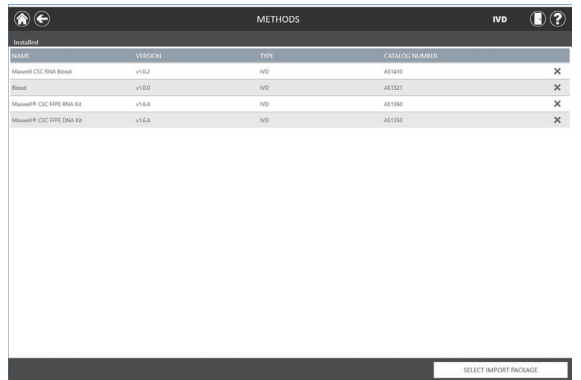 METHODS IVD ?
Installed
NAME VERSION TYPE CATALOG NUMBER
Maxwell CSC RNA Blood v1.0.2 IVD AS1410
Blood v1.0.0 IVD AS1321
Maxwell® CSC FFPE RNA Kit v1.6.4 IVD AS1360
Maxwell® CSC FFPE DNA Kit v1.6.4 IVD AS1350
SELECT IMPORT PACKAGE